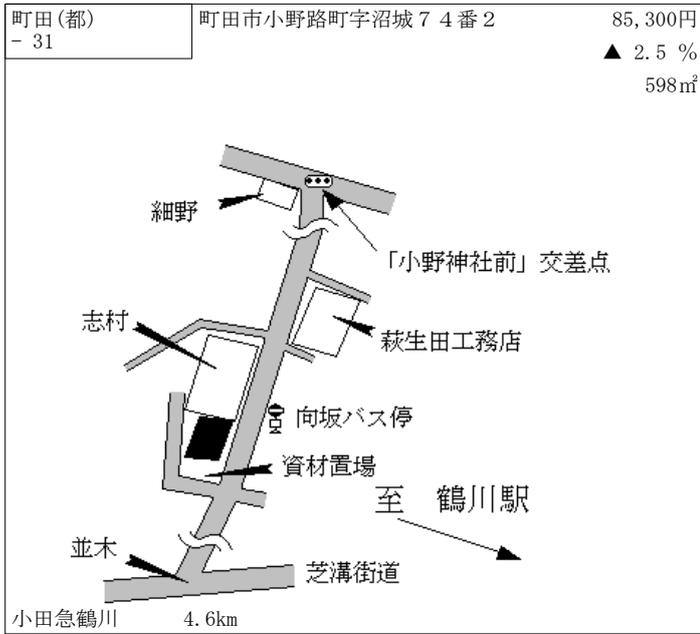 町田(都)
- 31
町田市小野路町字沼城７４番２
85,300円
▲ 2.5 %
598㎡
細野
「小野神社前」交差点
志村
萩生田工務店
向坂バス停
資材置場
至　鶴川駅
並木
芝溝街道
小田急鶴川 4.6km